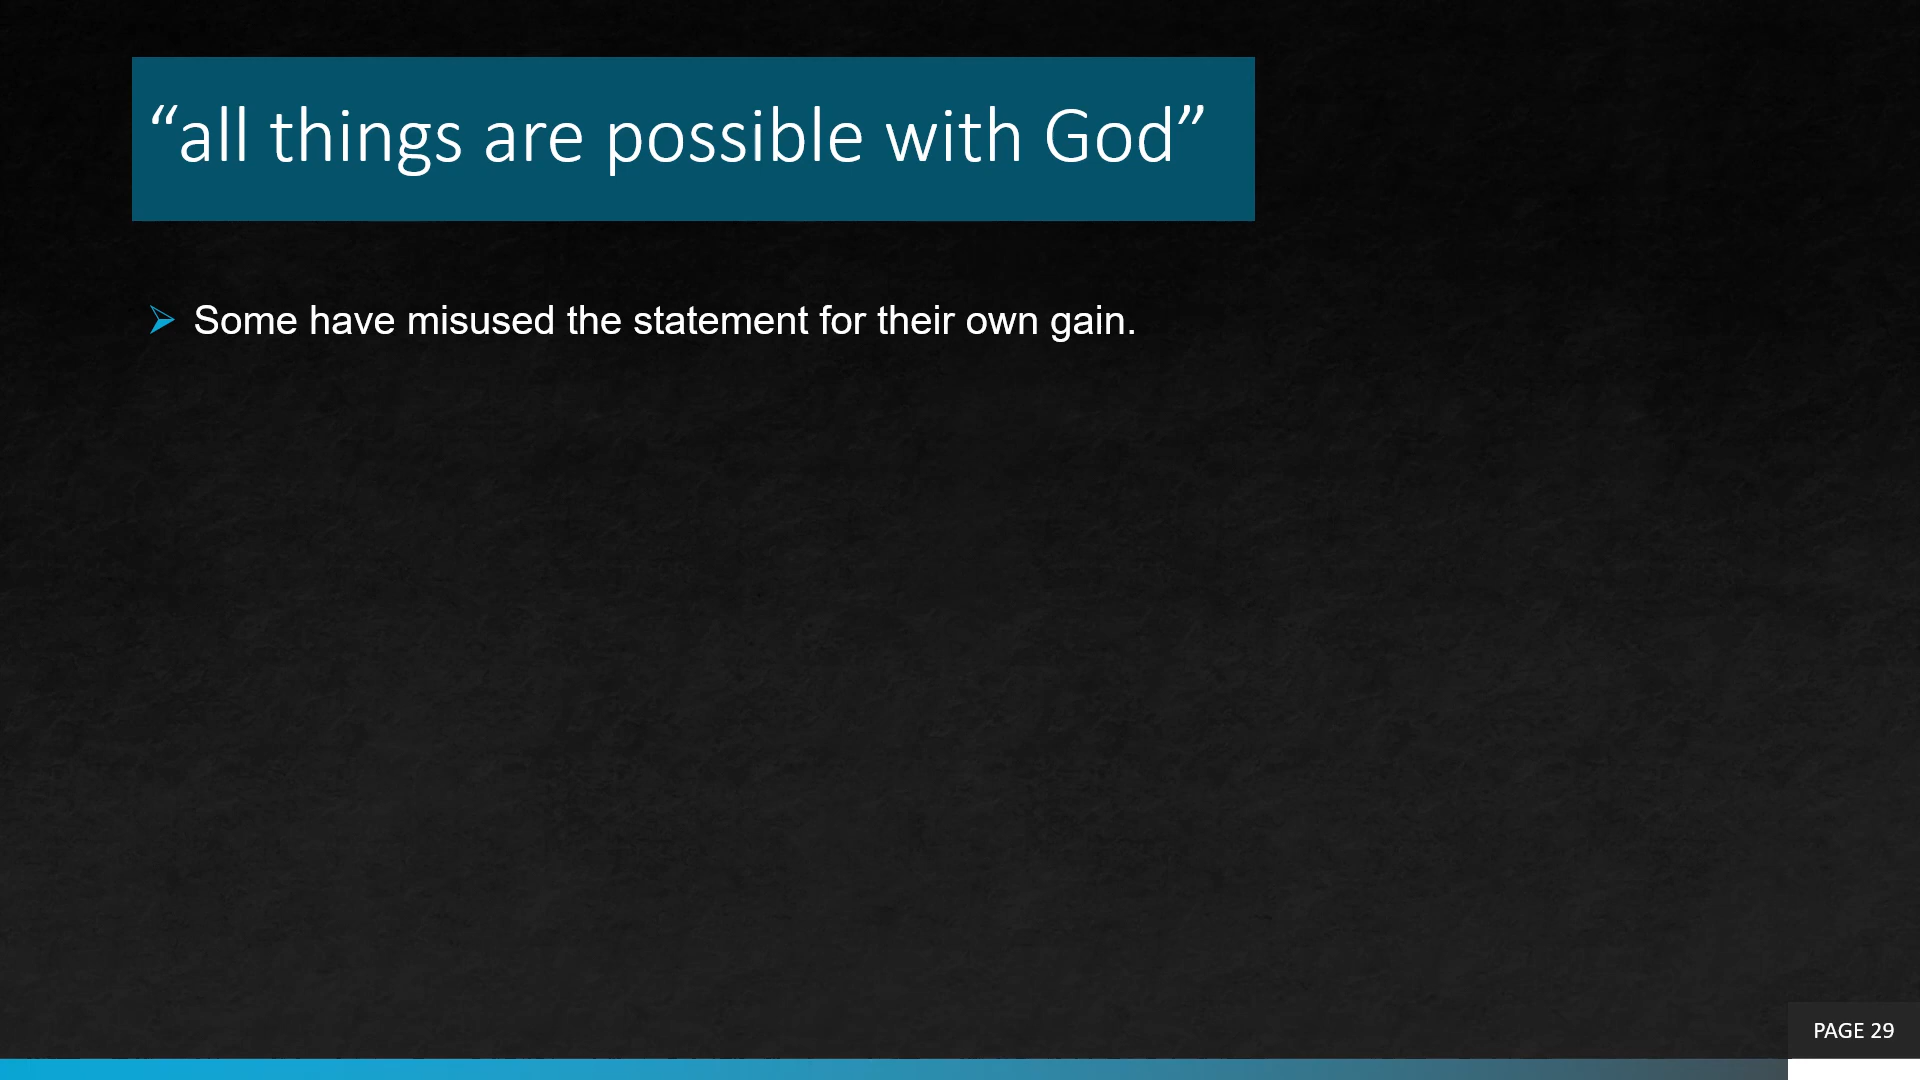 “all things are possible with God”
Some have misused the statement for their own gain.
PAGE 29